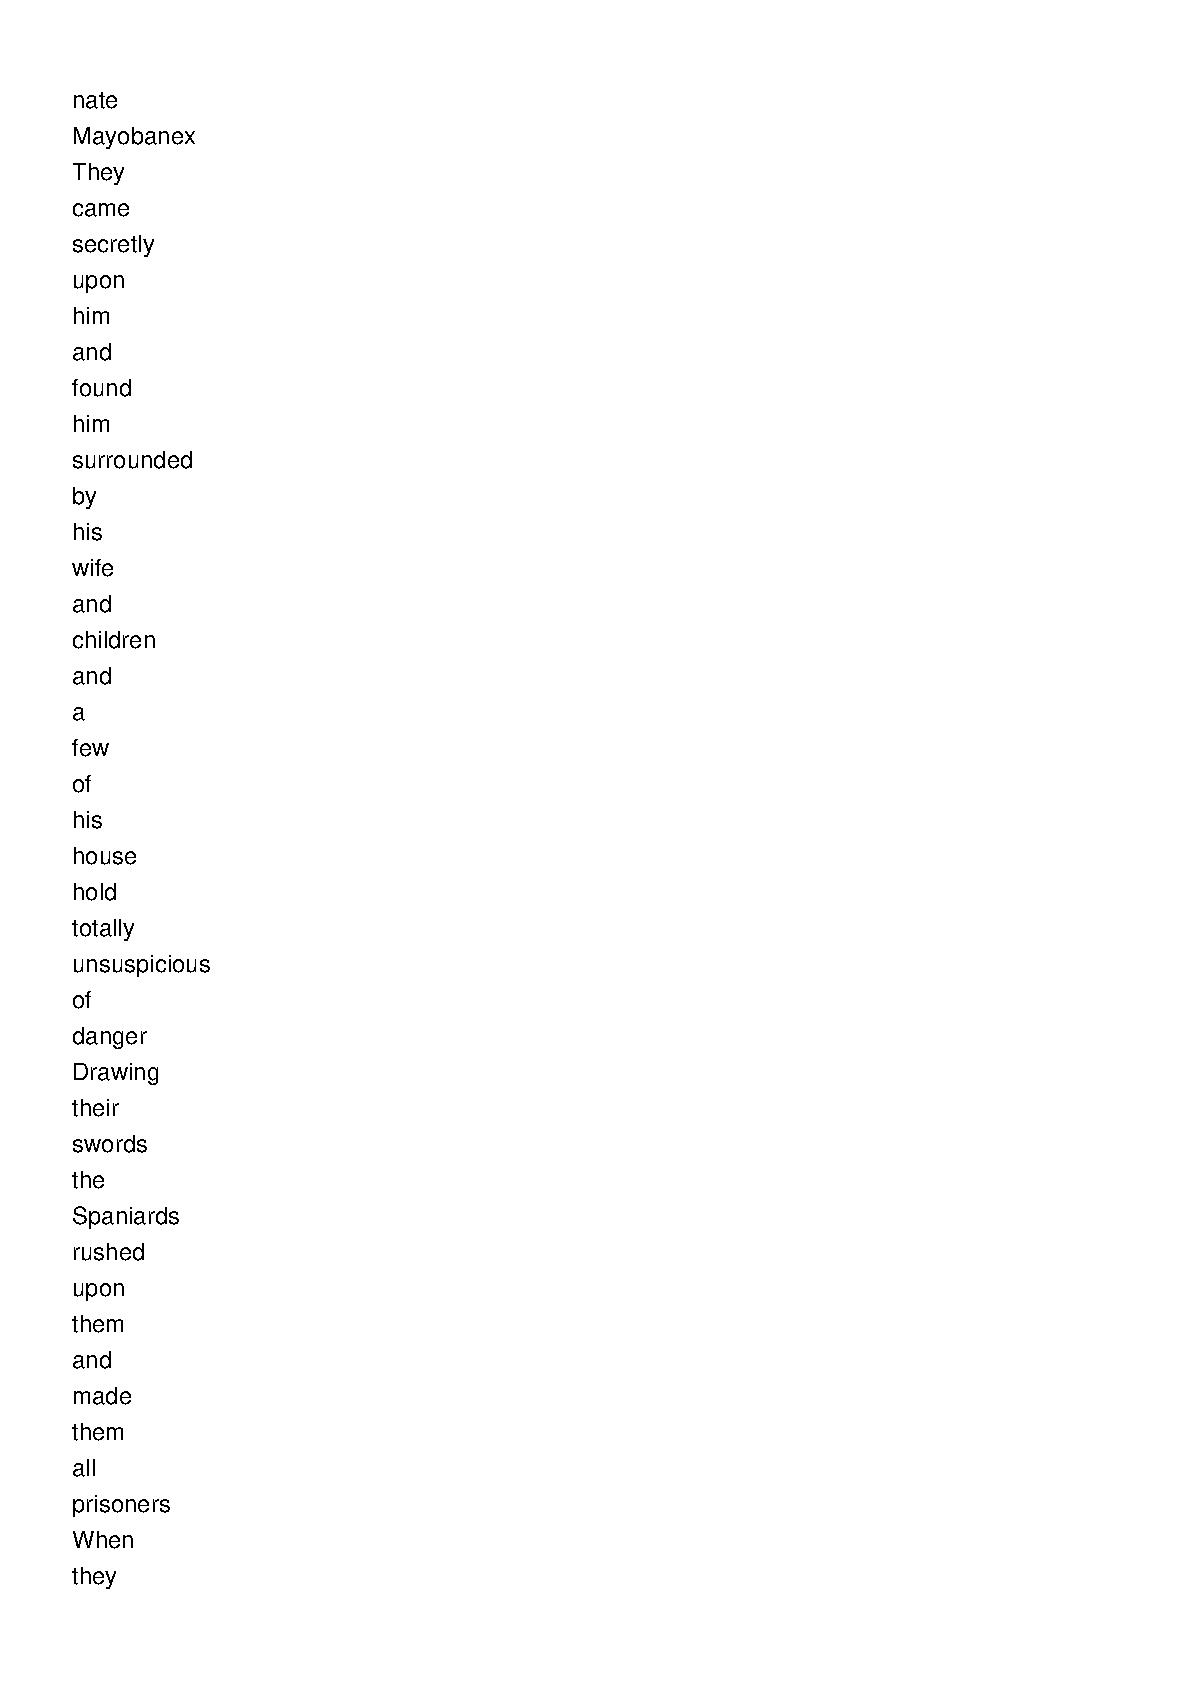 nate
Mayobanex
They
came
secretly
upon
him
and
found
him
surrounded
by
his
wife
and
children
and
a
few
of
his
house
hold
totally
unsuspicious
of
danger
Drawing
their
swords
the
Spaniards
rushed
upon
them
and
made
them
all
prisoners
When
they